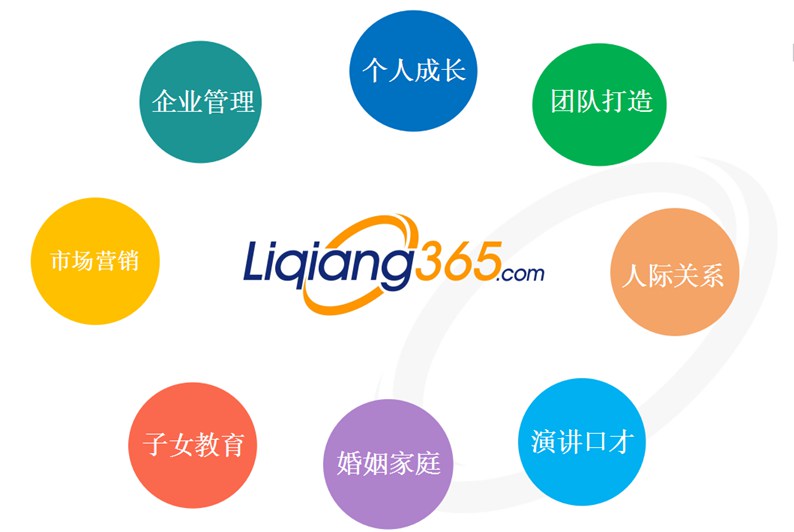 个人成长
企业管理
团队打造
市场营销
Liqiang365.com
人际关系
子女教育
婚姻家庭
演讲口才